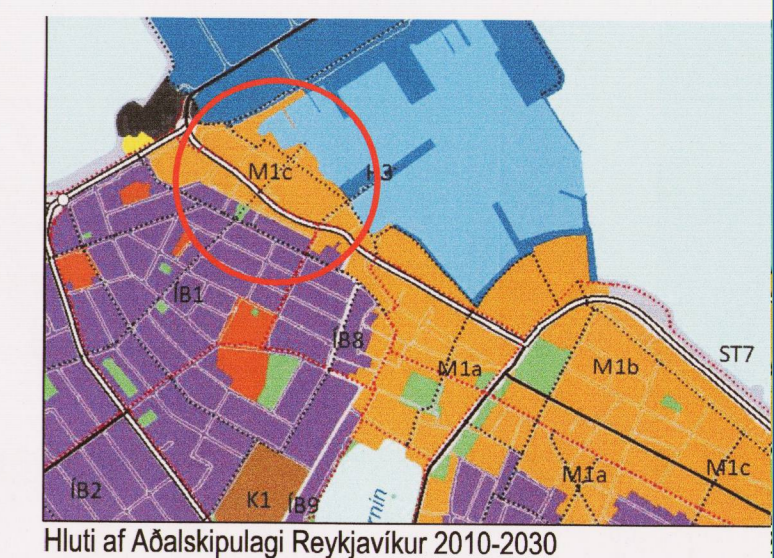 M1c
H3
ÍB1
ÍB8
M1a
M1b
ST7
M1a
M1c
ÍB2
K1
ÍB9
Hluti af Aðalskipulagi Reykjavíkur 2010-2030